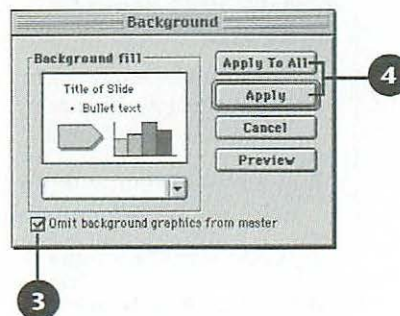 Background
Background fill
Title of Slide
• Bullet text
Apply To All
Apply
Cancel
Preview
Omit background graphics from master
4
3